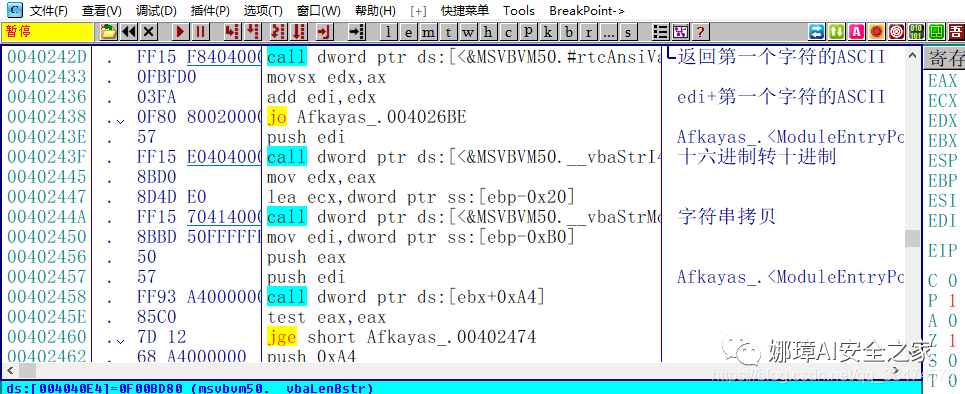 文件(F) 查看(V) 调试(D) 插件(P) 选项(T) 窗口(W) 帮助(H) [+] 快捷菜单 Tools BreakPoint->
暂停 l e m t w h c p k b r ... s
0040242D . FF15 F8404000 call dword ptr ds:[<&MSVBVM50.#rtcAnsiVa 返回第一个字符的ASCII 寄存
00402433 . 0FBFD0 movsx edx,ax EAX
00402436 . 03FA add edi,edx edi+第一个字符的ASCII ECX
00402438 . 0F80 80020000 jo Afkayas_.004026BE EDX
0040243E . 57 push edi Afkayas_.<ModuleEntryPo EBX
0040243F . FF15 E0404000 call dword ptr ds:[<&MSVBVM50.__vbaStrI4 十六进制转十进制 ESP
00402445 . 8BD0 mov edx,eax EBP
00402447 . 8D4D E0 lea ecx,dword ptr ss:[ebp-0x20] ESI
0040244A . FF15 70414000 call dword ptr ds:[<&MSVBVM50.__vbaStrMo 字符串拷贝 EDI
00402450 . 8BBD 50FFFFFF mov edi,dword ptr ss:[ebp-0xB0] EIP
00402456 . 50 push eax
00402457 . 57 push edi Afkayas_.<ModuleEntryPo C 0
00402458 . FF93 A4000000 call dword ptr ds:[ebx+0xA4] P 1
0040245E . 85C0 test eax,eax A 0
00402460 . 7D 12 jge short Afkayas_.00402474 Z 1
00402462 . 68 A4000000 push 0xA4 S 0
T 0
ds:[004040E4]=0F00BD80 (msvbvm50.__vbaLenBstr)
娜璋AI安全之家